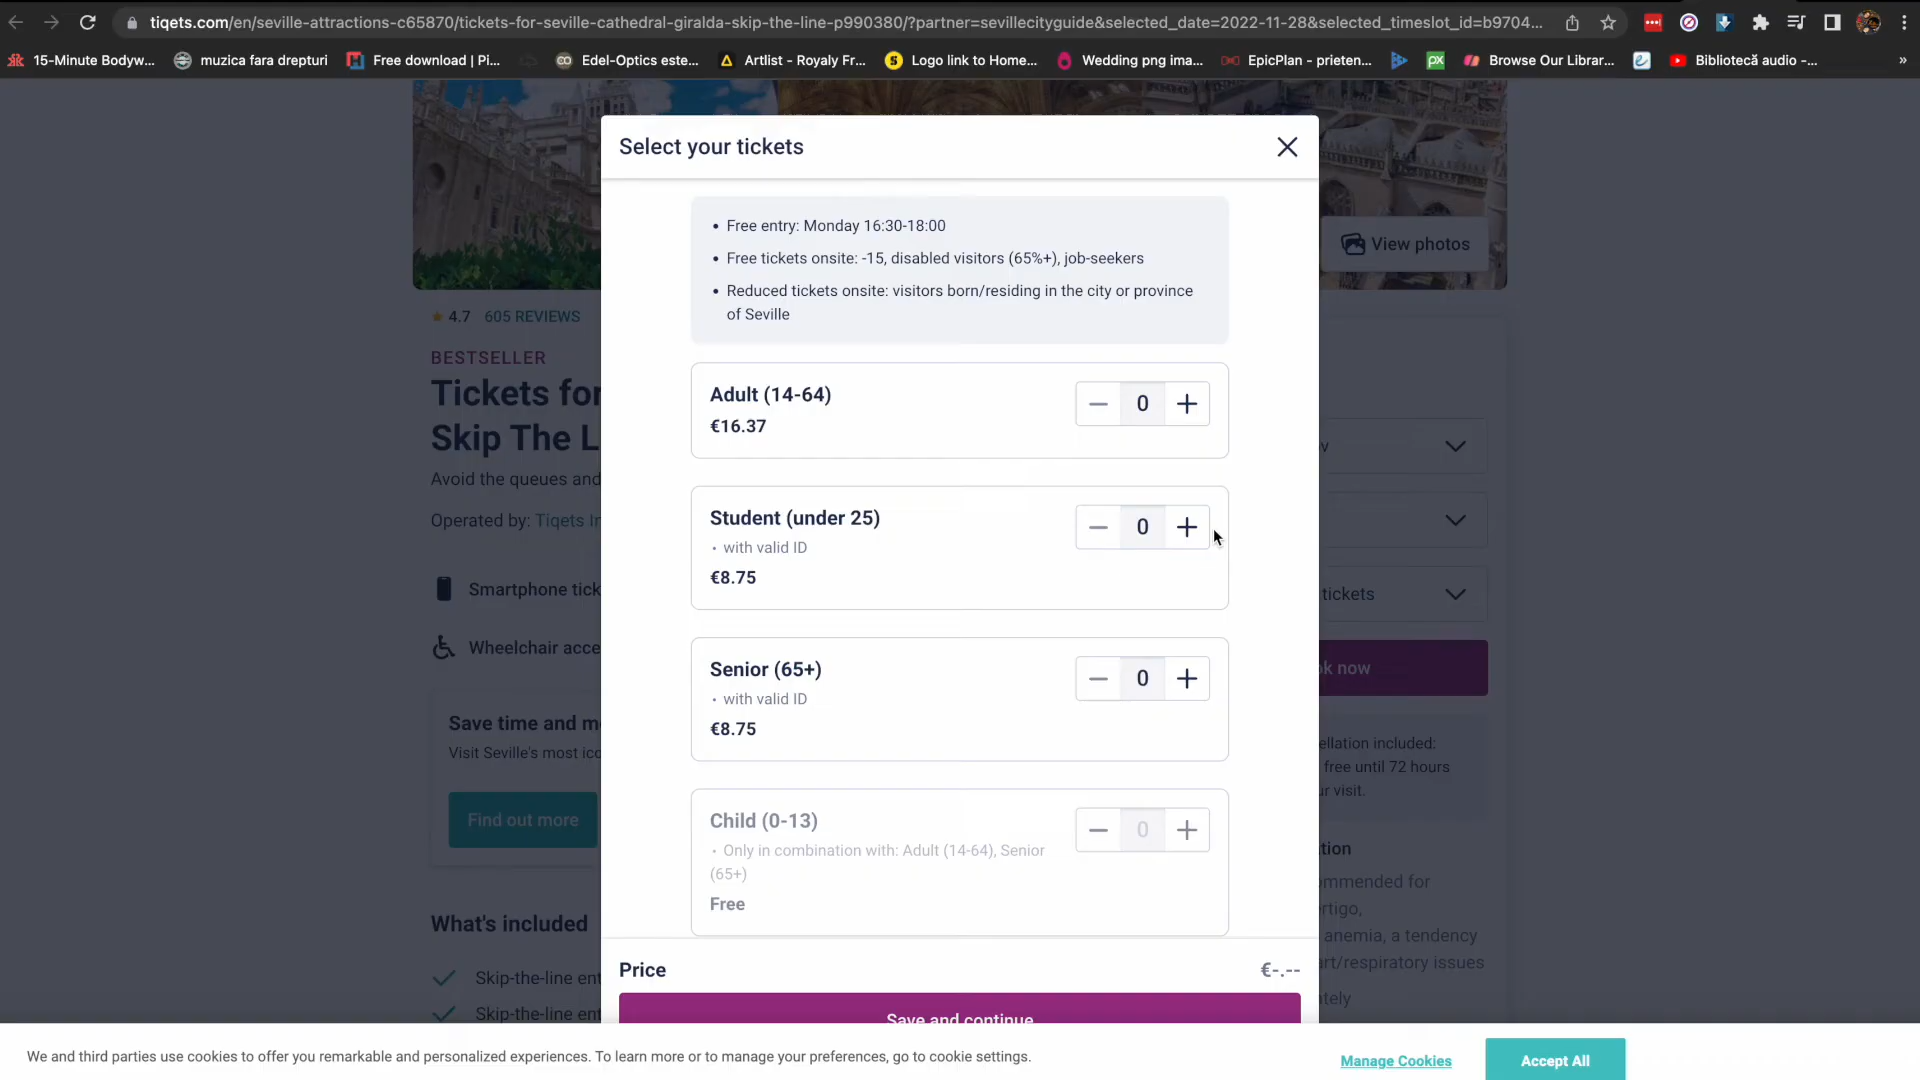 tiqets.com/en/seville-attractions-c65870/tickets-for-seville-cathedral-giralda-skip-the-line-p990380/?partner=sevillecityguide&selected_date=2022-11-28&selected_timeslot_id=b9704...
15-Minute Bodyw...
muzica fara drepturi
Free download | Pi...
Edel-Optics este...
Artlist - Royaly Fr...
Logo link to Home...
Wedding png ima...
EpicPlan - prieten...
Browse Our Librar...
Bibliotecă audio -...
»
Select your tickets
• Free entry: Monday 16:30-18:00
• Free tickets onsite: -15, disabled visitors (65%+), job-seekers
• Reduced tickets onsite: visitors born/residing in the city or province
of Seville
View photos
4.7 605 REVIEWS
BESTSELLER
Tickets for
Skip The L
Avoid the queues and
Operated by: Tiqets In
Smartphone tick
Wheelchair acce
Save time and m
Visit Seville's most ico
Find out more
What's included
Skip-the-line ent
Skip-the-line ent
Adult (14-64)
€16.37
0
Student (under 25)
• with valid ID
€8.75
0
Senior (65+)
• with valid ID
€8.75
0
Child (0-13)
• Only in combination with: Adult (14-64), Senior
(65+)
Free
0
Price €-.--
Save and continue
tickets
ok now
ellation included:
free until 72 hours
ur visit.
tion
mmended for
rtigo,
anemia, a tendency
art/respiratory issues
tely
We and third parties use cookies to offer you remarkable and personalized experiences. To learn more or to manage your preferences, go to cookie settings.
Manage Cookies
Accept All